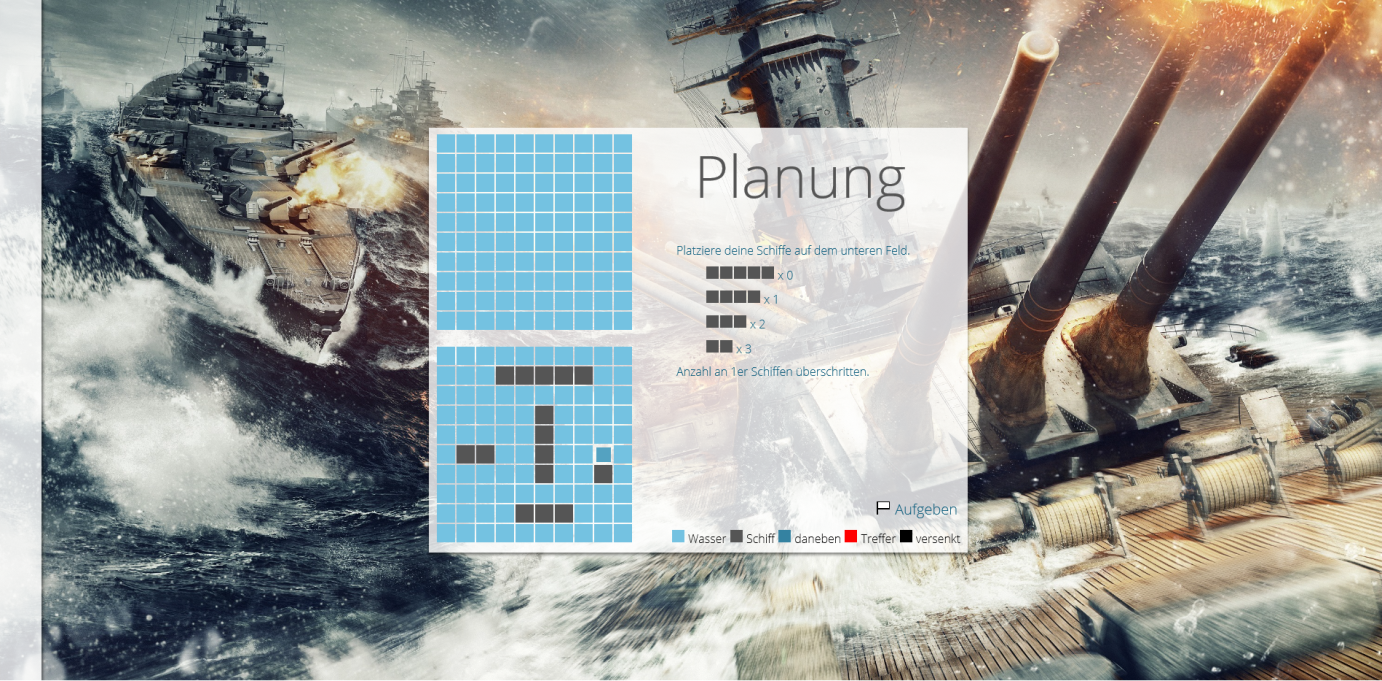 Planung
Platziere deine Schiffe auf dem unteren Feld.
x 0
x 1
x 2
x 3
Anzahl an 1er Schiffen überschritten.
Aufgeben
Wasser Schiff daneben Treffer versenkt